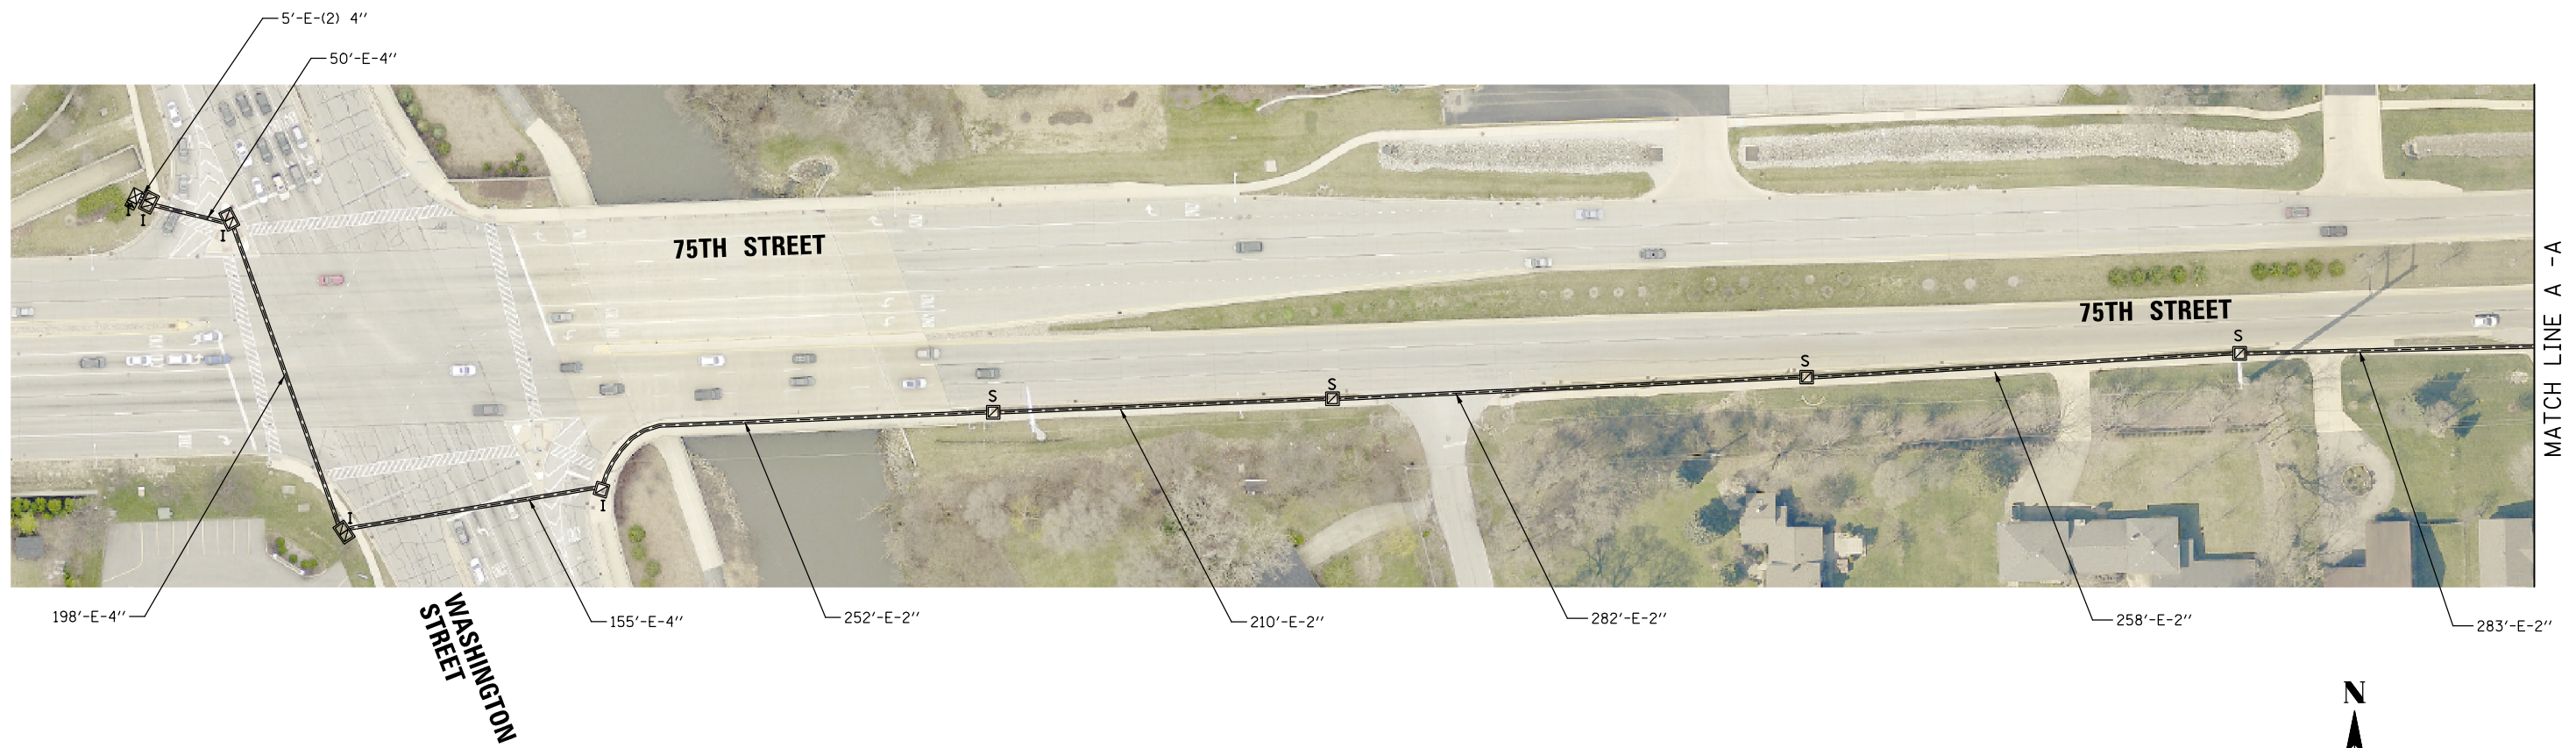 5'-E-(2) 4''
50'-E-4''
75TH STREET
75TH STREET
MATCH LINE A -A
I
I
I
S
S
S
S
I
I
198'-E-4''
155'-E-4''
252'-E-2''
210'-E-2''
282'-E-2''
258'-E-2''
283'-E-2''
WASHINGTON
STREET
N